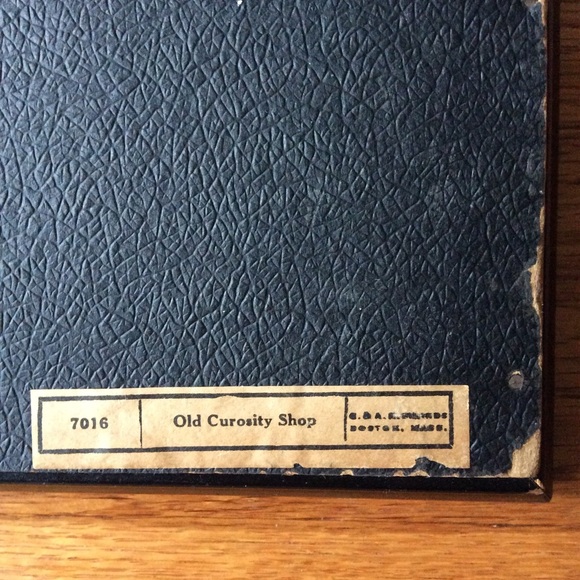 7016
Old Curosity Shop
& A.
BOSTON, MASS.